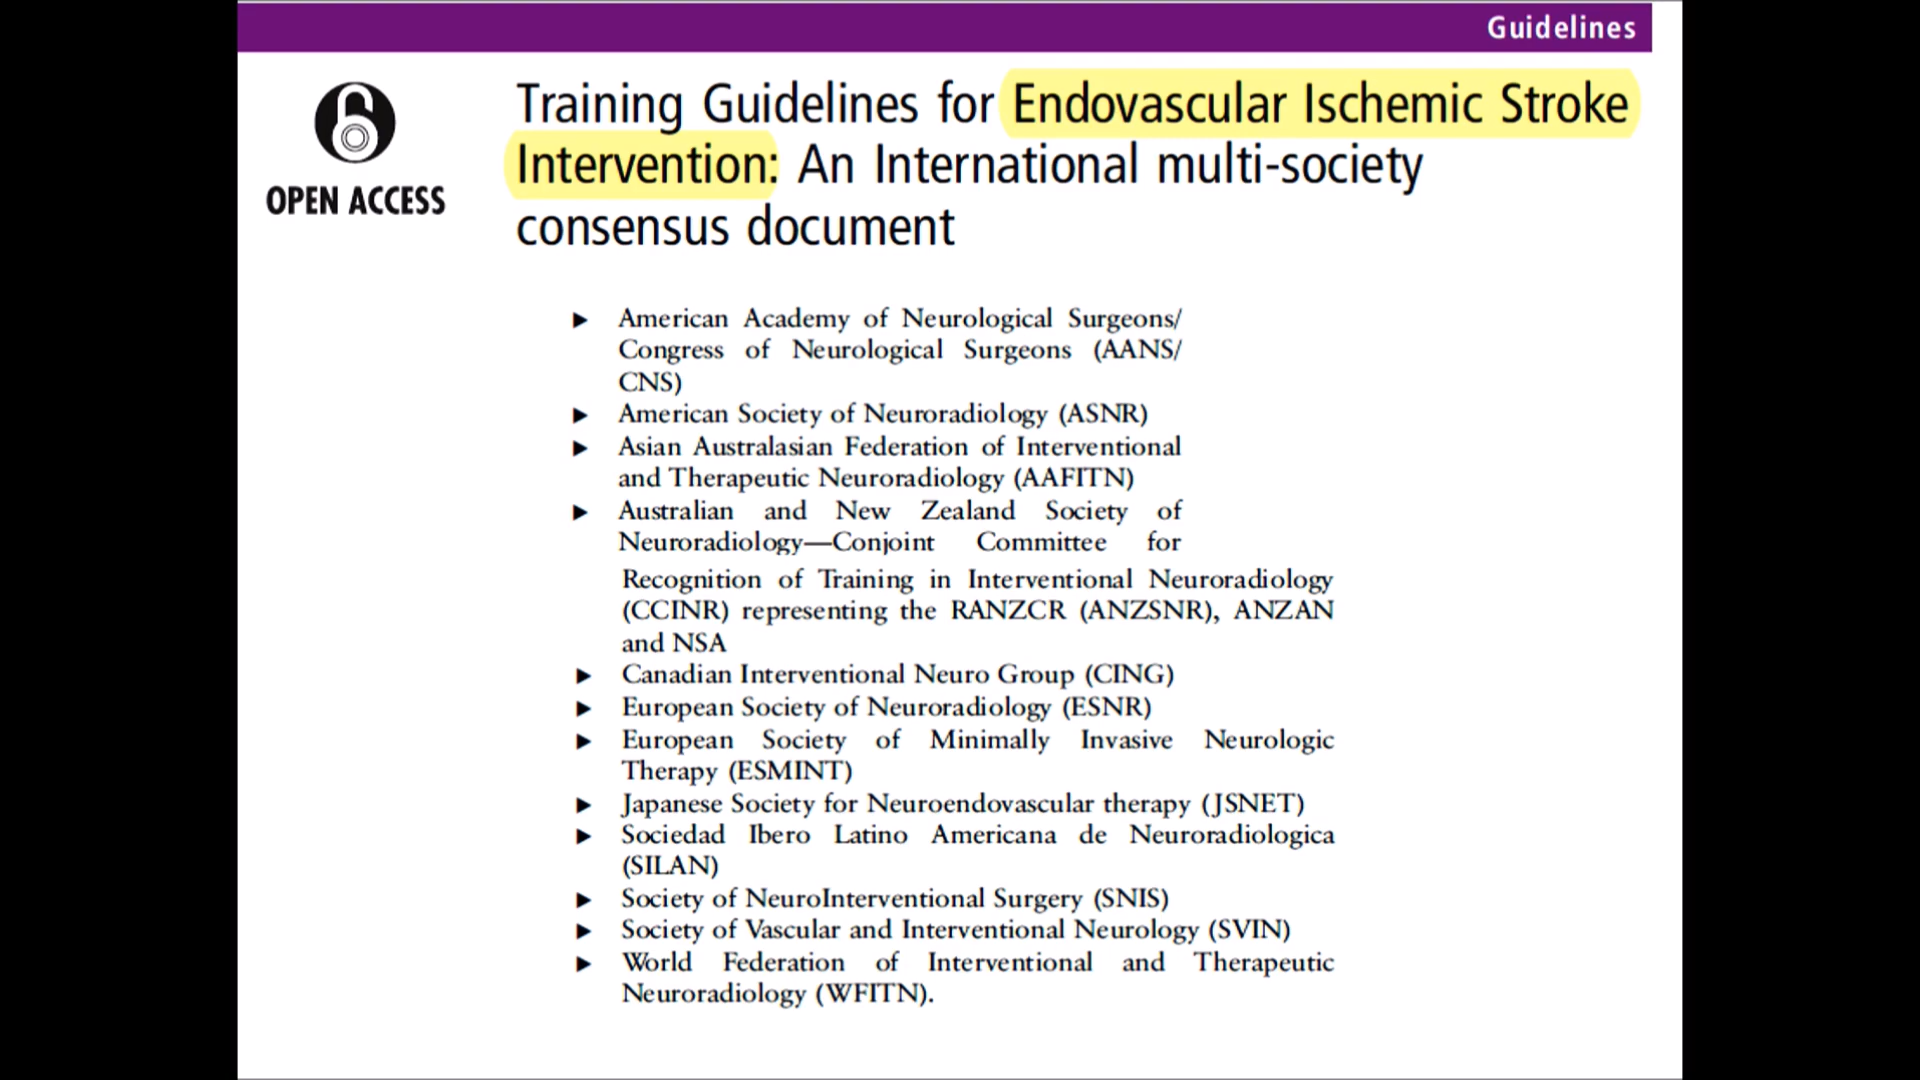 Guidelines
OPEN ACCESS
Training Guidelines for Endovascular Ischemic Stroke
Intervention: An International multi-society
consensus document
► American Academy of Neurological Surgeons/
Congress of Neurological Surgeons (AANS/
CNS)
► American Society of Neuroradiology (ASNR)
► Asian Australasian Federation of Interventional
and Therapeutic Neuroradiology (AAFITN)
► Australian and New Zealand Society of
Neuroradiology—Conjoint Committee for
Recognition of Training in Interventional Neuroradiology
(CCINR) representing the RANZCR (ANZSNR), ANZAN
and NSA
► Canadian Interventional Neuro Group (CING)
► European Society of Neuroradiology (ESNR)
► European Society of Minimally Invasive Neurologic
Therapy (ESMINT)
► Japanese Society for Neuroendovascular therapy (JSNET)
► Sociedad Ibero Latino Americana de Neuroradiologica
(SILAN)
► Society of NeuroInterventional Surgery (SNIS)
► Society of Vascular and Interventional Neurology (SVIN)
► World Federation of Interventional and Therapeutic
Neuroradiology (WFITN).